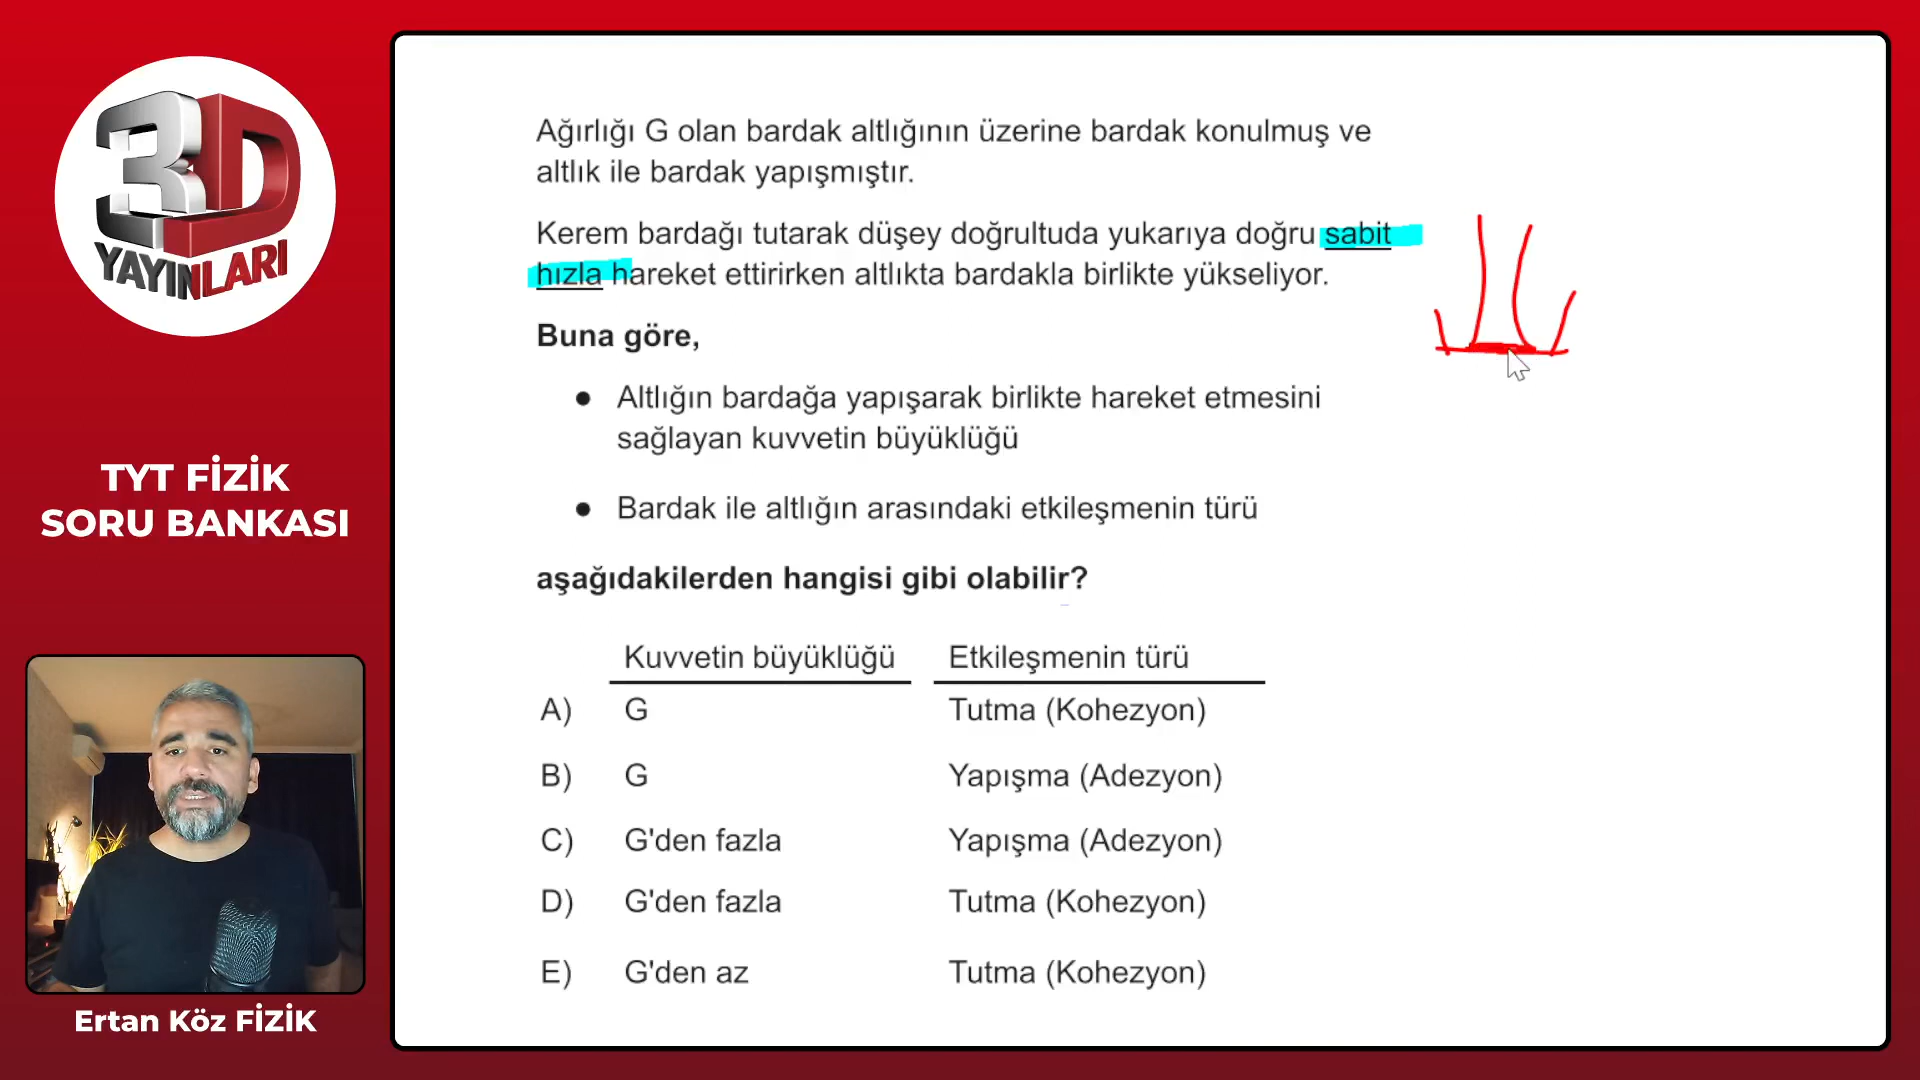 3D
YAYINLARI
TYT FİZİK
SORU BANKASI
Ertan Köz FİZİK
Ağırlığı G olan bardak altlığının üzerine bardak konulmuş ve
altlık ile bardak yapışmıştır.
Kerem bardağı tutarak düşey doğrultuda yukarıya doğru sabit
hızla hareket ettirirken altlıkta bardakla birlikte yükseliyor.
Buna göre,
● Altlığın bardağa yapışarak birlikte hareket etmesini
sağlayan kuvvetin büyüklüğü
● Bardak ile altlığın arasındaki etkileşmenin türü
aşağıdakilerden hangisi gibi olabilir?
Kuvvetin büyüklüğü Etkileşmenin türü
A) G Tutma (Kohezyon)
B) G Yapışma (Adezyon)
C) G'den fazla Yapışma (Adezyon)
D) G'den fazla Tutma (Kohezyon)
E) G'den az Tutma (Kohezyon)